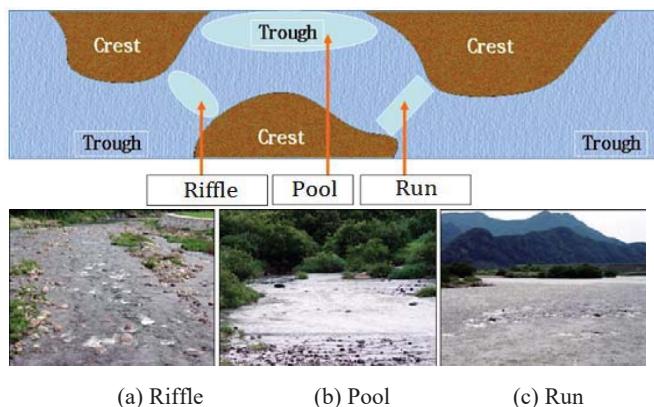 Crest
Trough
Crest
Trough
Crest
Trough
Riffle
Pool
Run
(a) Riffle
(b) Pool
(c) Run